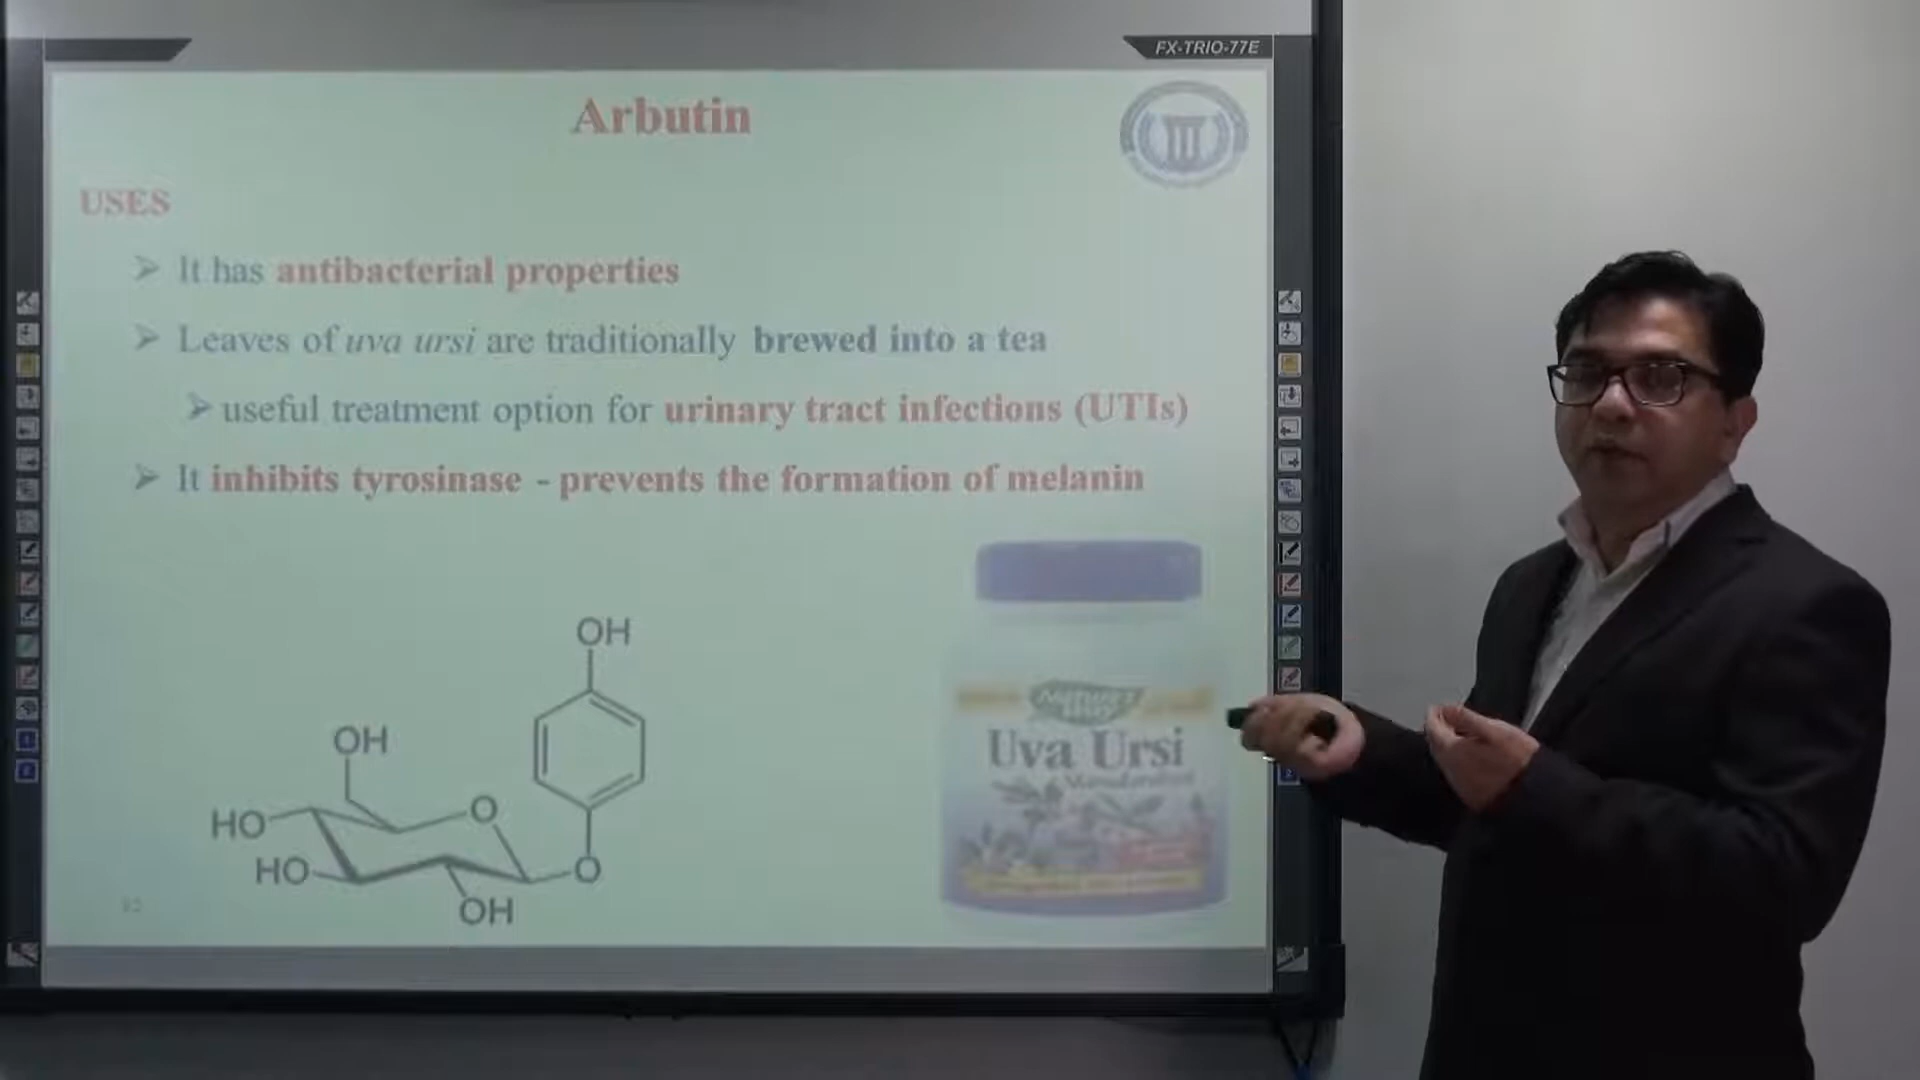 FX-TRIO-77E
Arbutin
USES
It has antibacterial properties
Leaves of uva ursi are traditionally brewed into a tea
useful treatment option for urinary tract infections (UTIs)
It inhibits tyrosinase - prevents the formation of melanin
OH
OH
O
HO
HO
O
OH
Uva Ursi
Standardized